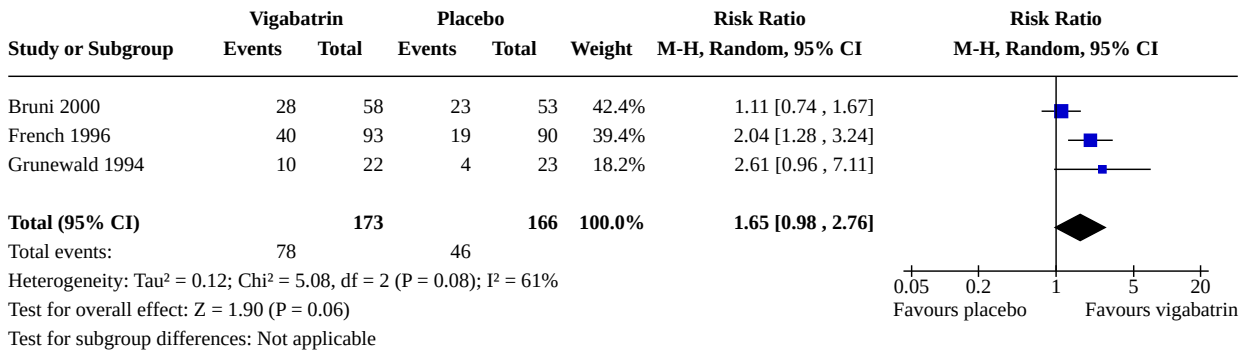 Vigabatrin Placebo Risk Ratio Risk Ratio
Study or Subgroup Events Total Events Total Weight M-H, Random, 95% CI M-H, Random, 95% CI
Bruni 2000 28 58 23 53 42.4% 1.11 [0.74 , 1.67]
French 1996 40 93 19 90 39.4% 2.04 [1.28 , 3.24]
Grunewald 1994 10 22 4 23 18.2% 2.61 [0.96 , 7.11]
Total (95% CI) 173 166 100.0% 1.65 [0.98 , 2.76]
Total events: 78 46
Heterogeneity: Tau² = 0.12; Chi² = 5.08, df = 2 (P = 0.08); I² = 61%
0.05 0.2 1 5 20
Test for overall effect: Z = 1.90 (P = 0.06) Favours placebo Favours vigabatrin
Test for subgroup differences: Not applicable